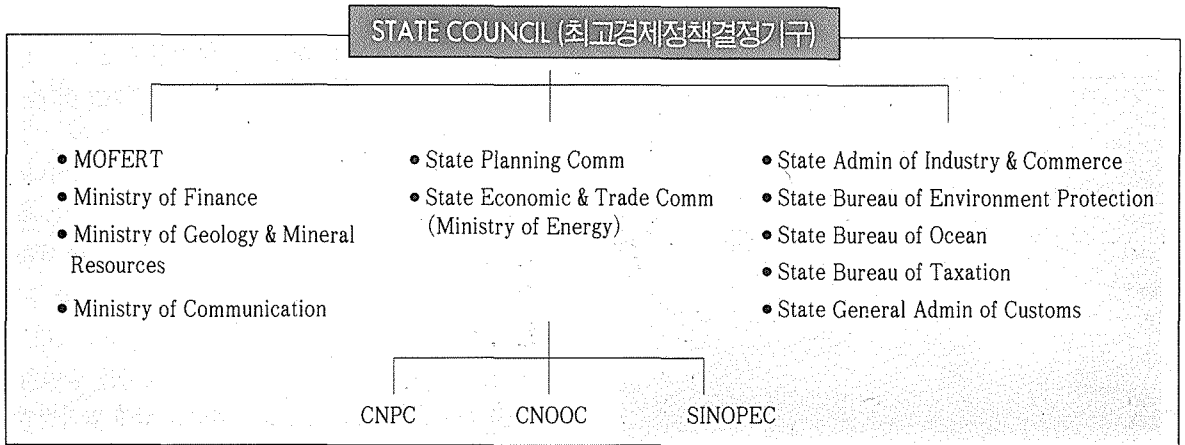 STATE COUNCIL (최고경제정책결정기구)
• MOFERT
• Ministry of Finance
• Ministry of Geology & Mineral
Resources
• Ministry of Communication
• State Planning Comm
• State Economic & Trade Comm
(Ministry of Energy)
• State Admin of Industry & Commerce
• State Bureau of Environment Protection
• State Bureau of Ocean
• State Bureau of Taxation
• State General Admin of Customs
CNPC
CNOOC
SINOPEC